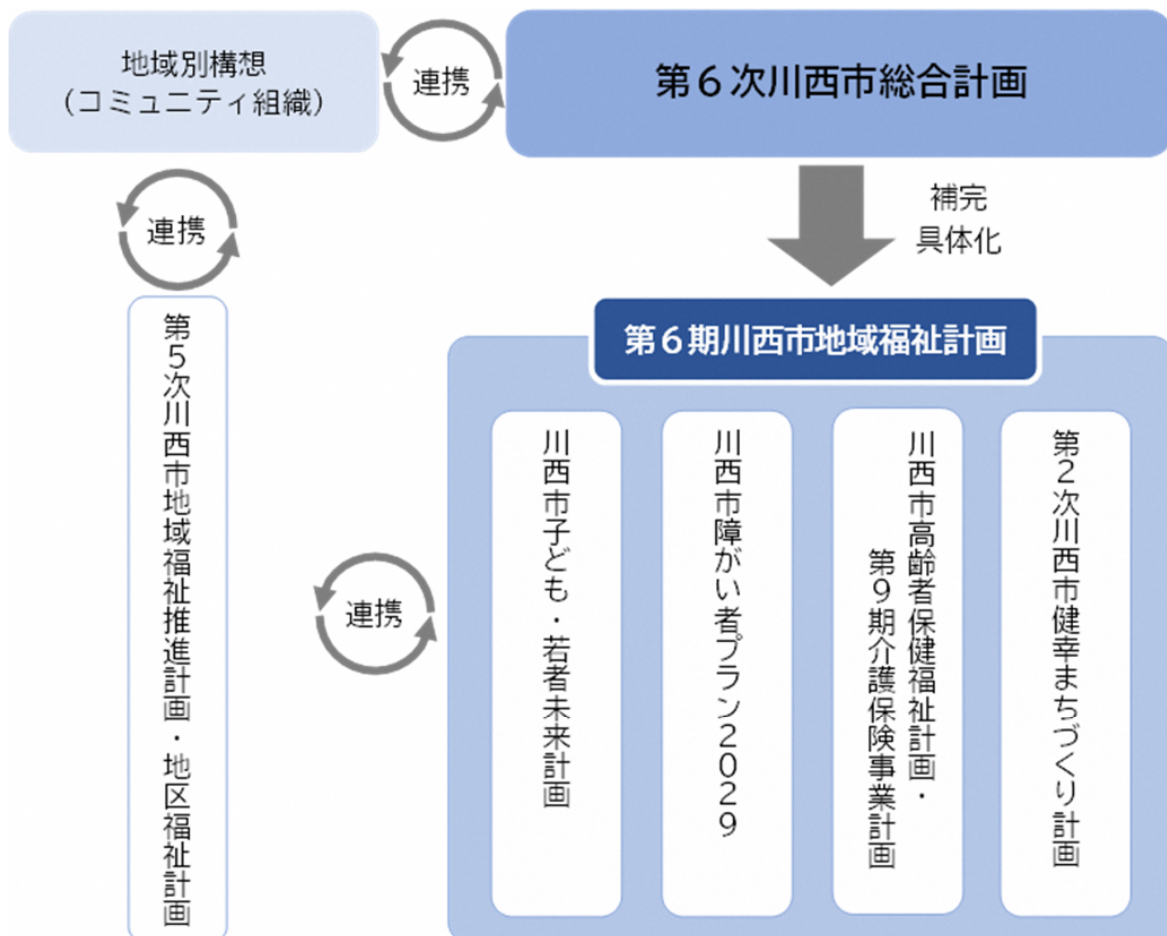 地域別構想
(コミュニティ組織)
連携
第6次川西市総合計画
連携
補完
具体化
第5次川西市地域福祉推進計画・地区福祉計画
連携
第6期川西市地域福祉計画
川西市子ども・若者未来計画
川西市障がい者プラン2029
川西市高齢者保健福祉計画・
第9期介護保険事業計画
第2次川西市健幸まちづくり計画